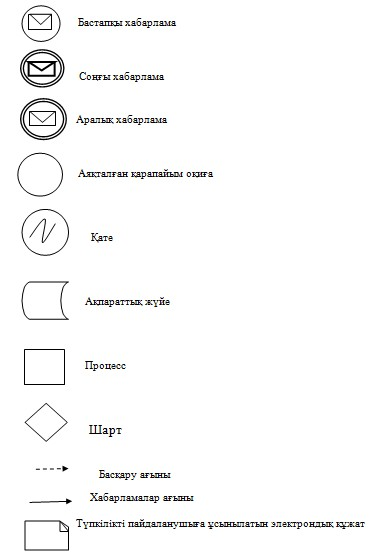 Бастапқы хабарлама
Соңғы хабарлама
Аралық хабарлама
Аяқталған қарапайым оқиға
Қате
Ақпараттық жүйе
Процесс
Шарт
Басқару ағыны
Хабарламалар ағыны
Түпкілікті пайдаланушыға ұсынылатын электрондық құжат